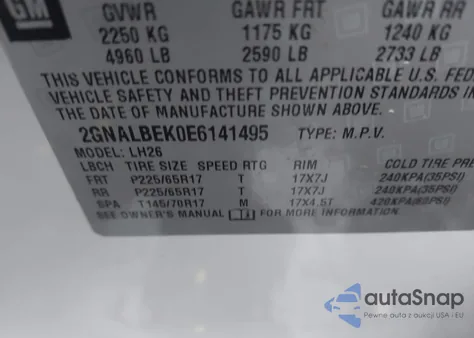 GM
GVWR GAWR FRT GAWR RR
2250 KG 1175 KG 1240 KG
4960 LB 2590 LB 2733 LB
THIS VEHICLE CONFORMS TO ALL APPLICABLE U.S. FED
VEHICLE SAFETY AND THEFT PREVENTION STANDARDS
THE DATE OF MANUFACTURE SHOWN ABOVE.
2GNALBEK0E6141495 TYPE: M.P.V.
MODEL: LH26
LBCH TIRE SIZE SPEED RTG RIM COLD TIRE PRE
FRT P225/65R17 T 17X7J 240KPA(35PSI)
RR P225/65R17 T 17X7J 240KPA(35PSI)
SPA T145/70R17 M 17X4.5T 420KPA(60PSI)
SEE OWNER'S MANUAL FOR MORE INFORMATION.
autoSnap
Pewne auta z aukcji USA i EU